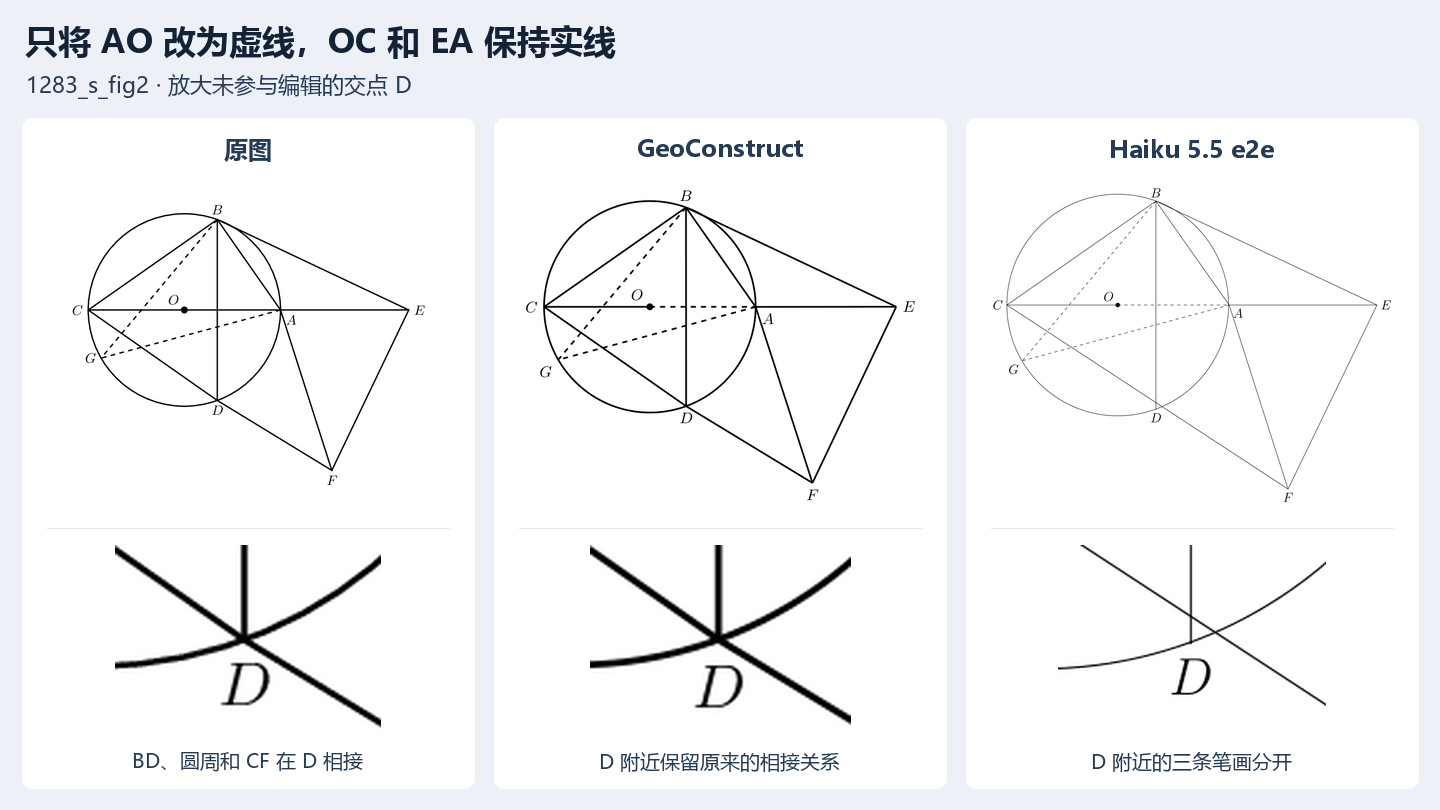 只将 AO 改为虚线，OC 和 EA 保持实线
1283_s_fig2 · 放大未参与编辑的交点 D
原图
B
C
O
A
E
G
D
F
D
BD、圆周和 CF 在 D 相接
GeoConstruct
B
C
O
A
E
G
D
F
D
D 附近保留原来的相接关系
Haiku 5.5 e2e
B
C
O
A
E
G
D
F
D
D 附近的三条笔画分开